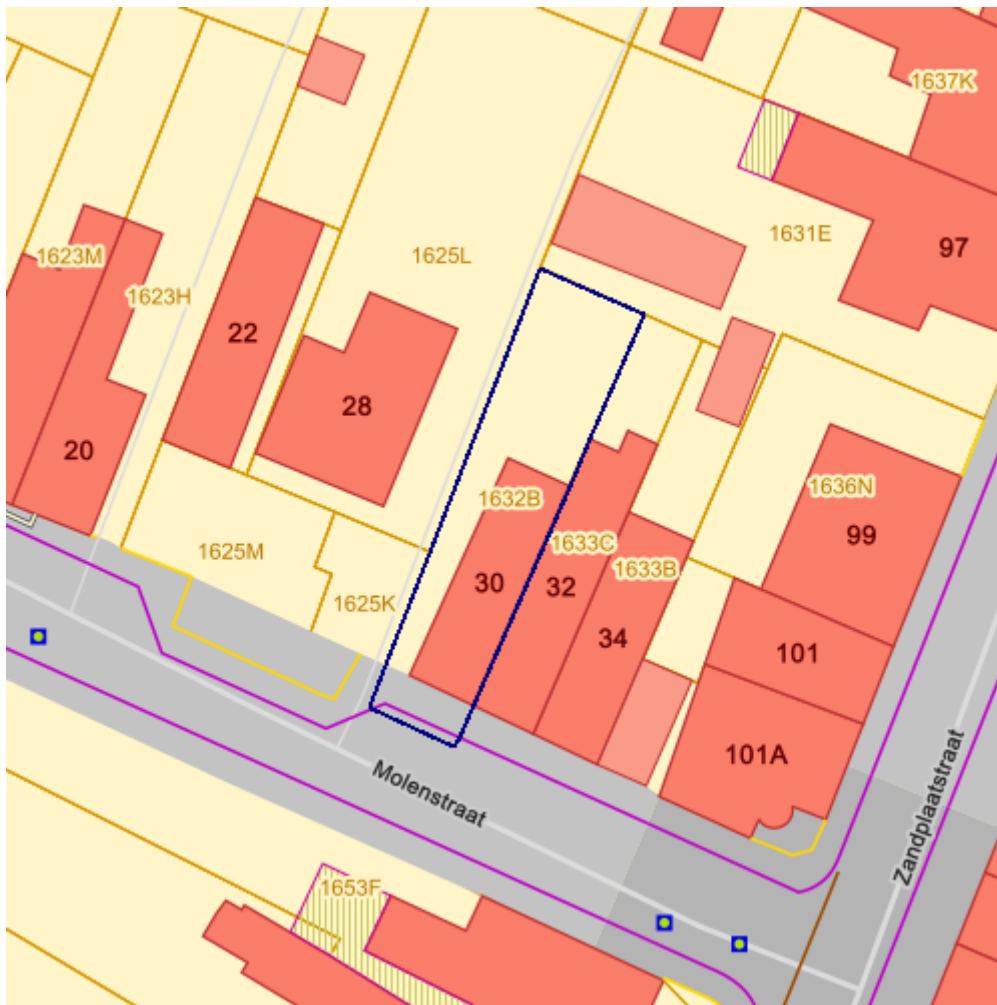 1637K
1631E
97
1623M
1625L
1623H
22
28
20
1632B
1636N
99
1633C
1633B
30
32
34
1625M
1625K
101
101A
Molenstraat
Zandplaatstraat
1653F